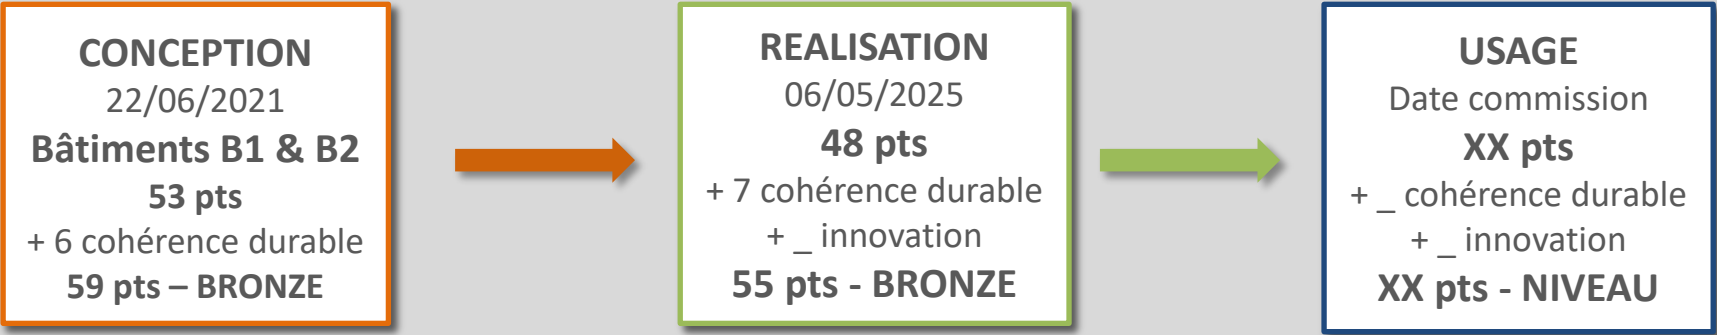 CONCEPTION
22/06/2021
Bâtiments B1 & B2
53 pts
+ 6 cohérence durable
59 pts – BRONZE
REALISATION
06/05/2025
48 pts
+ 7 cohérence durable
+ _ innovation
55 pts - BRONZE
USAGE
Date commission
XX pts
+ _ cohérence durable
+ _ innovation
XX pts - NIVEAU